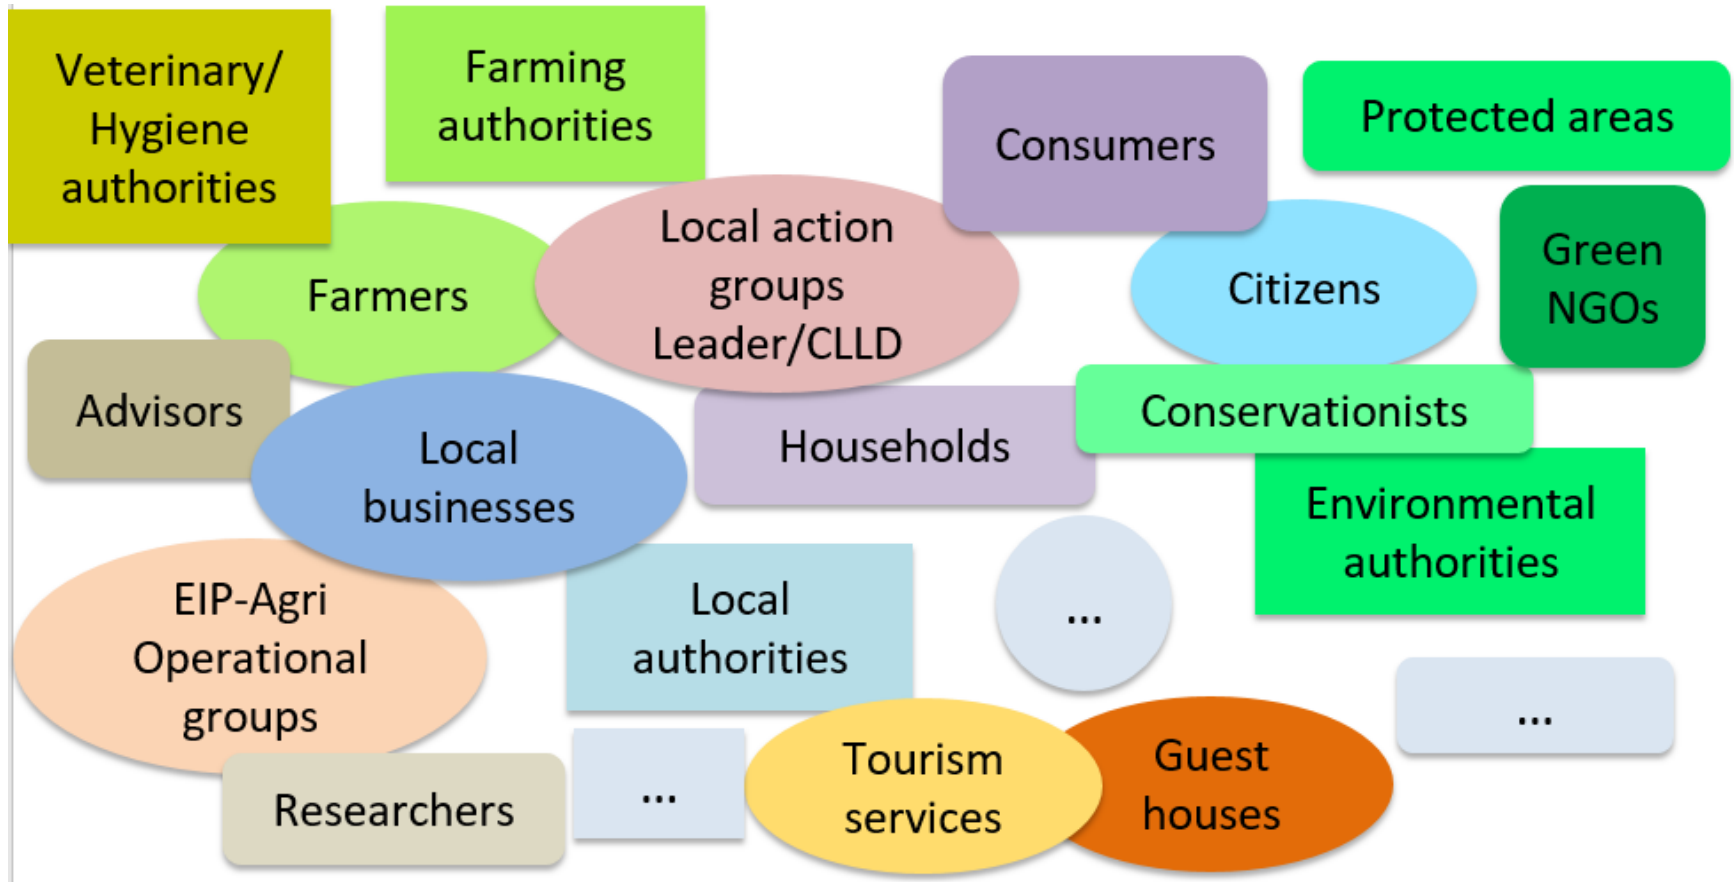 Veterinary/
Hygiene
authorities
Farming
authorities
Consumers
Protected areas
Farmers
Local action
groups
Leader/CLLD
Citizens
Green
NGOs
Advisors
Local
businesses
Households
Conservationists
Environmental
authorities
EIP-Agri
Operational
groups
Local
authorities
...
...
Researchers
...
Tourism
services
Guest
houses